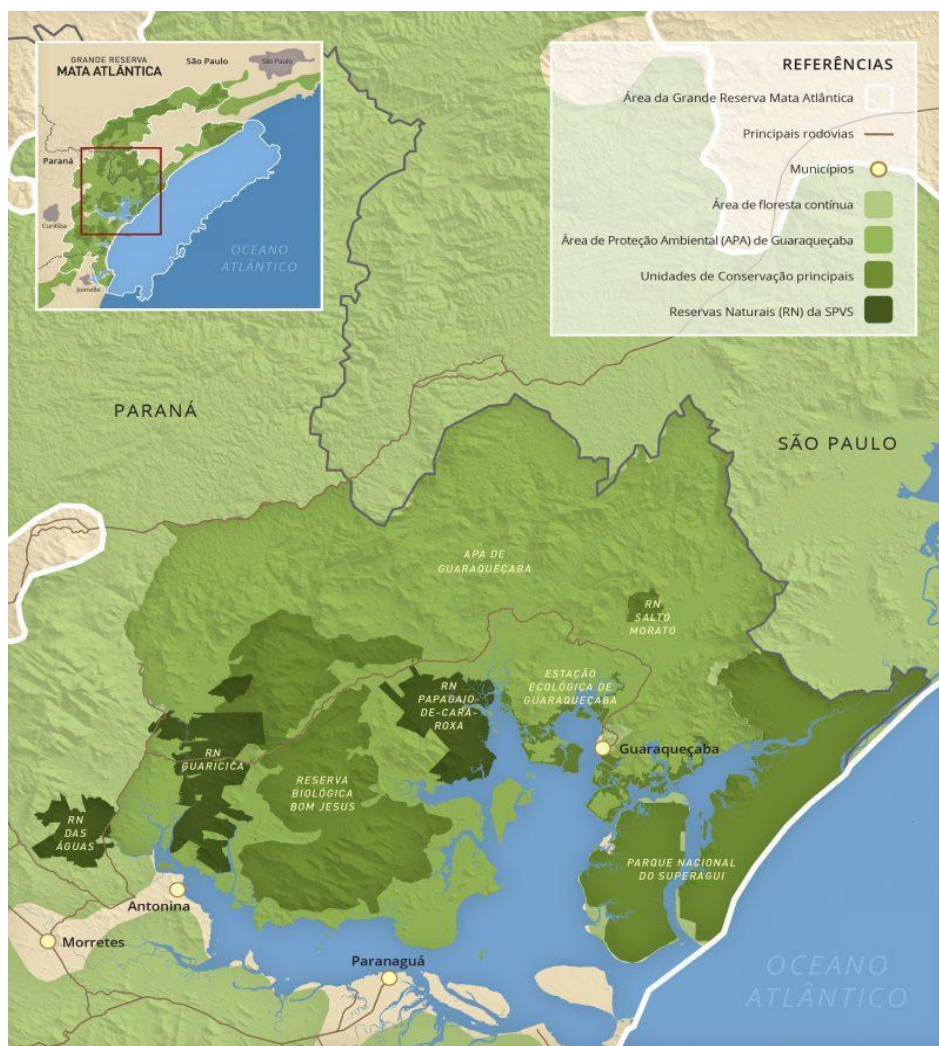 GRANDE RESERVA
MATA ATLÂNTICA
São Paulo
São Paulo
Paraná
Curitiba
Joinville
OCEANO
ATLÂNTICO
REFERÊNCIAS
Área da Grande Reserva Mata Atlântica
Principais rodovias
Municípios
Área de floresta contínua
Área de Proteção Ambiental (APA) de Guaraqueçaba
Unidades de Conservação principais
Reservas Naturais (RN) da SPVS
PARANÁ
SÃO PAULO
APA DE
GUARAQUEÇABA
RN
SALTO
MORATO
ESTAÇÃO
ECOLÓGICA DE
GUARAQUEÇABA
RN
PAPAGAIO-
DE-CARA-
ROXA
Guaraqueçaba
RN
GUARICICA
RESERVA
BIOLÓGICA
BOM JESUS
RN
DAS
ÁGUAS
PARQUE NACIONAL
DO SUPERAGUI
Antonina
Morretes
Paranaguá
OCEANO
ATLÂNTICO